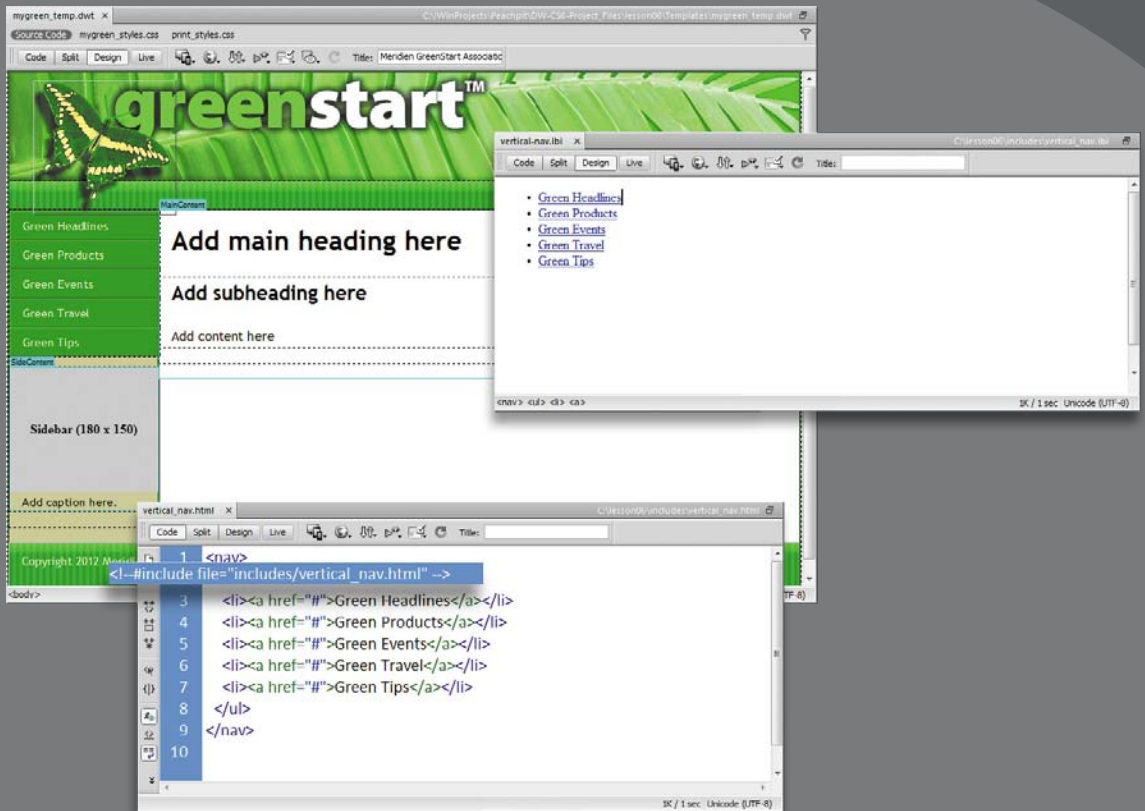 mygreen_temp.dwt ×
C:\WinProjects\Peachpit\DW-CS6-Project_Files\lesson06\Templates\mygreen_temp.dwt
Source Code mygreen_styles.css print_styles.css
Code Split Design Live Title: Meridien GreenStart Associatic
greenstart™
MainContent
Green Headlines
Green Products
Green Events
Green Travel
Green Tips
Add main heading here
Add subheading here
Add content here
SideContent
Sidebar (180 x 150)
Add caption here.
Copyright 2012
<body>
vertical-nav.lbi ×
C:\lesson06\includes\vertical_nav.lbi
Code Split Design Live Title:
• Green Headlines
• Green Products
• Green Events
• Green Travel
• Green Tips
<nav> <ul> <li> <a>
1K / 1 sec Unicode (UTF-8)
vertical_nav.html ×
C:\lesson06\includes\vertical_nav.html
Code Split Design Live Title:
1 <nav>
<!--#include file="includes/vertical_nav.html" -->
3 <li><a href="#">Green Headlines</a></li>
4 <li><a href="#">Green Products</a></li>
5 <li><a href="#">Green Events</a></li>
6 <li><a href="#">Green Travel</a></li>
7 <li><a href="#">Green Tips</a></li>
8 </ul>
9 </nav>
10
1K / 1 sec Unicode (UTF-8)